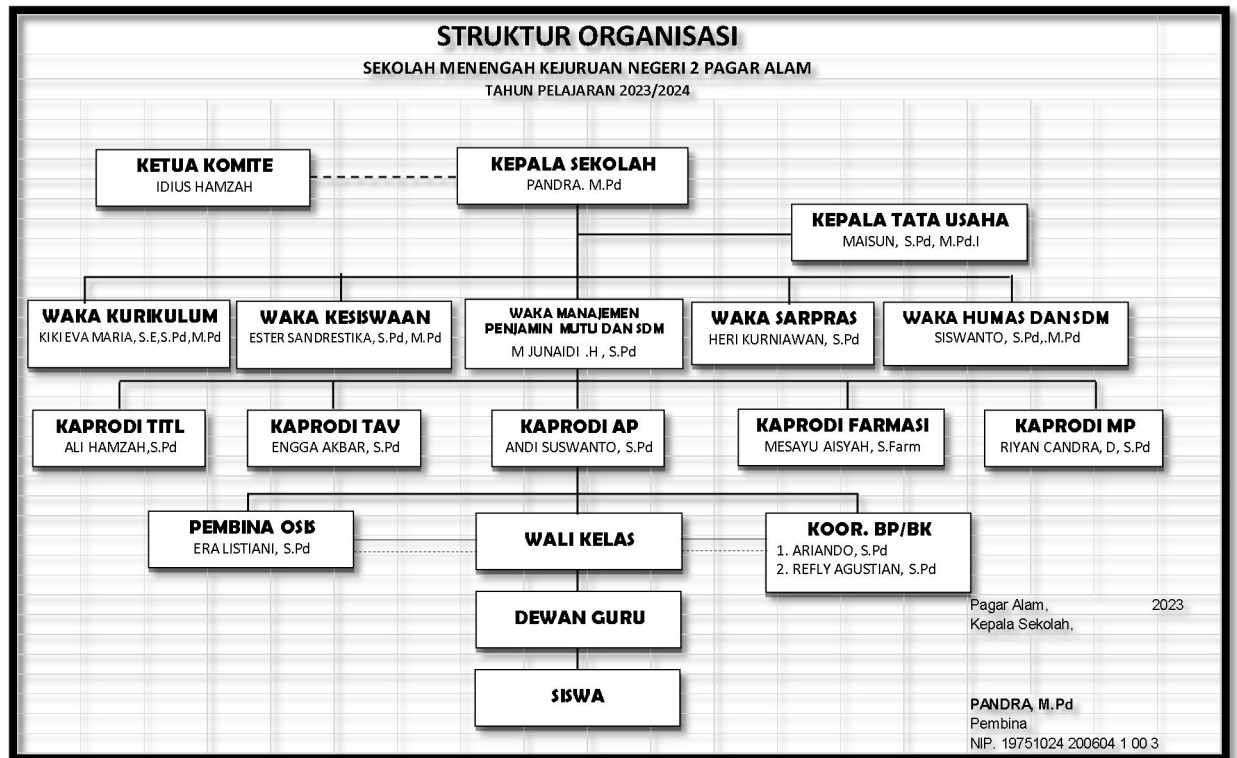 STRUKTUR ORGANISASI
SEKOLAH MENENGAH KEJURUAN NEGERI 2 PAGAR ALAM
TAHUN PELAJARAN 2023/2024
KETUA KOMITE
IDIUS HAMZAH
KEPALA SEKOLAH
PANDRA. M.Pd
KEPALA TATA USAHA
MAISUN, S.Pd, M.Pd.I
WAKA KURIKULUM
KIKI EVA MARIA, S.E,S.Pd,M.Pd
WAKA KESISWAAN
ESTER SANDRESTIKA, S.Pd, M.Pd
WAKA MANAJEMEN
PENJAMIN MUTU DAN SDM
M JUNAIDI .H , S.Pd
WAKA SARPRAS
HERI KURNIAWAN, S.Pd
WAKA HUMAS DAN SDM
SISWANTO, S.Pd,.M.Pd
KAPRODI TITL
ALI HAMZAH,S.Pd
KAPRODI TAV
ENGGA AKBAR, S.Pd
KAPRODI AP
ANDI SUSWANTO, S.Pd
KAPRODI FARMASI
MESAYU AISYAH, S.Farm
KAPRODI MP
RIYAN CANDRA, D, S.Pd
PEMBINA OSIS
ERA LISTIANI, S.Pd
WALI KELAS
KOOR. BP/BK
1. ARIANDO, S.Pd
2. REFLY AGUSTIAN, S.Pd
DEWAN GURU
SISWA
Pagar Alam, 2023
Kepala Sekolah,
PANDRA, M.Pd
Pembina
NIP. 19751024 200604 1 00 3